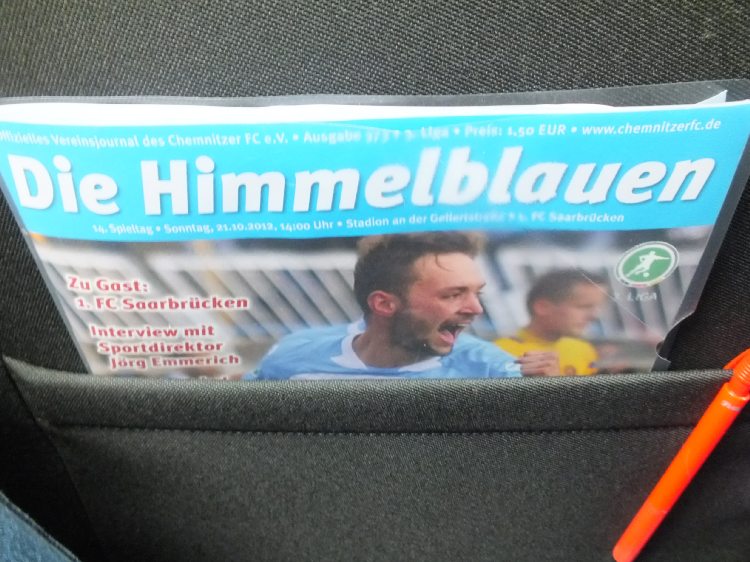 offizielles Vereinsjournal des Chemnitzer FC e.V. • Ausgabe 373 • 3. Liga • Preis: 1,50 EUR • www.chemnitzerfc.de
Die Himmelblauen
14. Spieltag • Sonntag, 21.10.2012, 14:00 Uhr • Stadion an der Gellertstraße • 1. FC Saarbrücken
Zu Gast:
1. FC Saarbrücken
Interview mit
Sportdirektor
Jörg Emmerich
LIGA